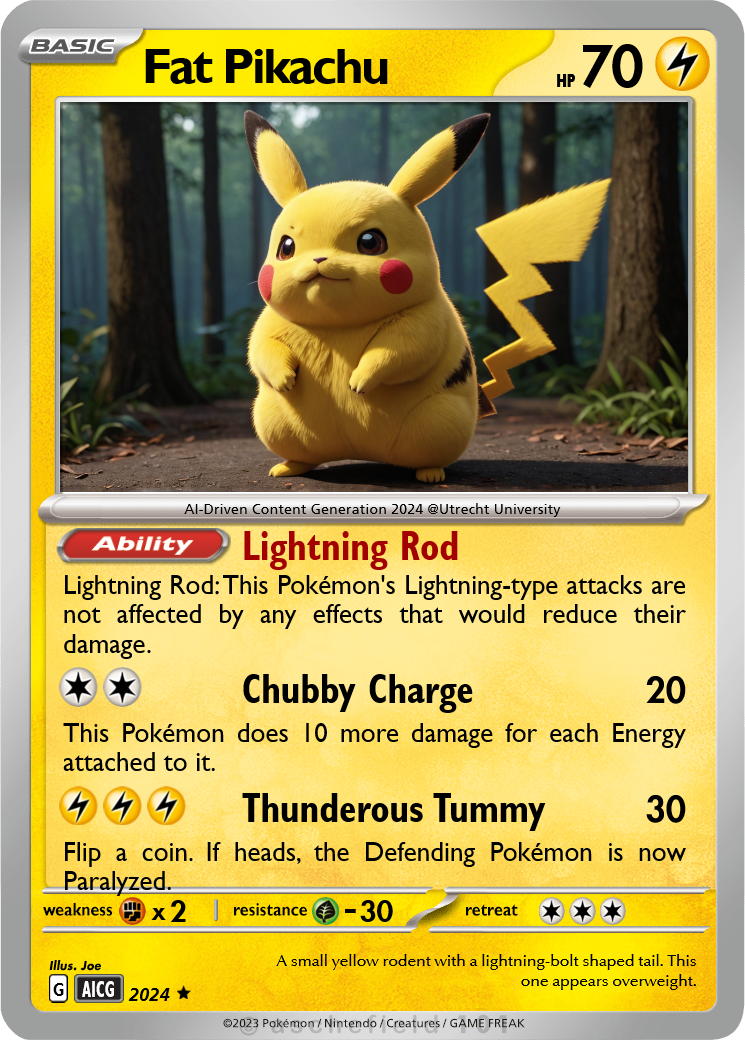 BASIC
Fat Pikachu
HP 70
AI-Driven Content Generation 2024 @Utrecht University
Ability Lightning Rod
Lightning Rod: This Pokémon's Lightning-type attacks are
not affected by any effects that would reduce their
damage.
Chubby Charge 20
This Pokémon does 10 more damage for each Energy
attached to it.
Thunderous Tummy 30
Flip a coin. If heads, the Defending Pokémon is now
Paralyzed.
weakness x 2 resistance -30 retreat
Illus. Joe
A small yellow rodent with a lightning-bolt shaped tail. This
one appears overweight.
G AICG 2024 ★
©2023 Pokémon / Nintendo / Creatures / GAME FREAK